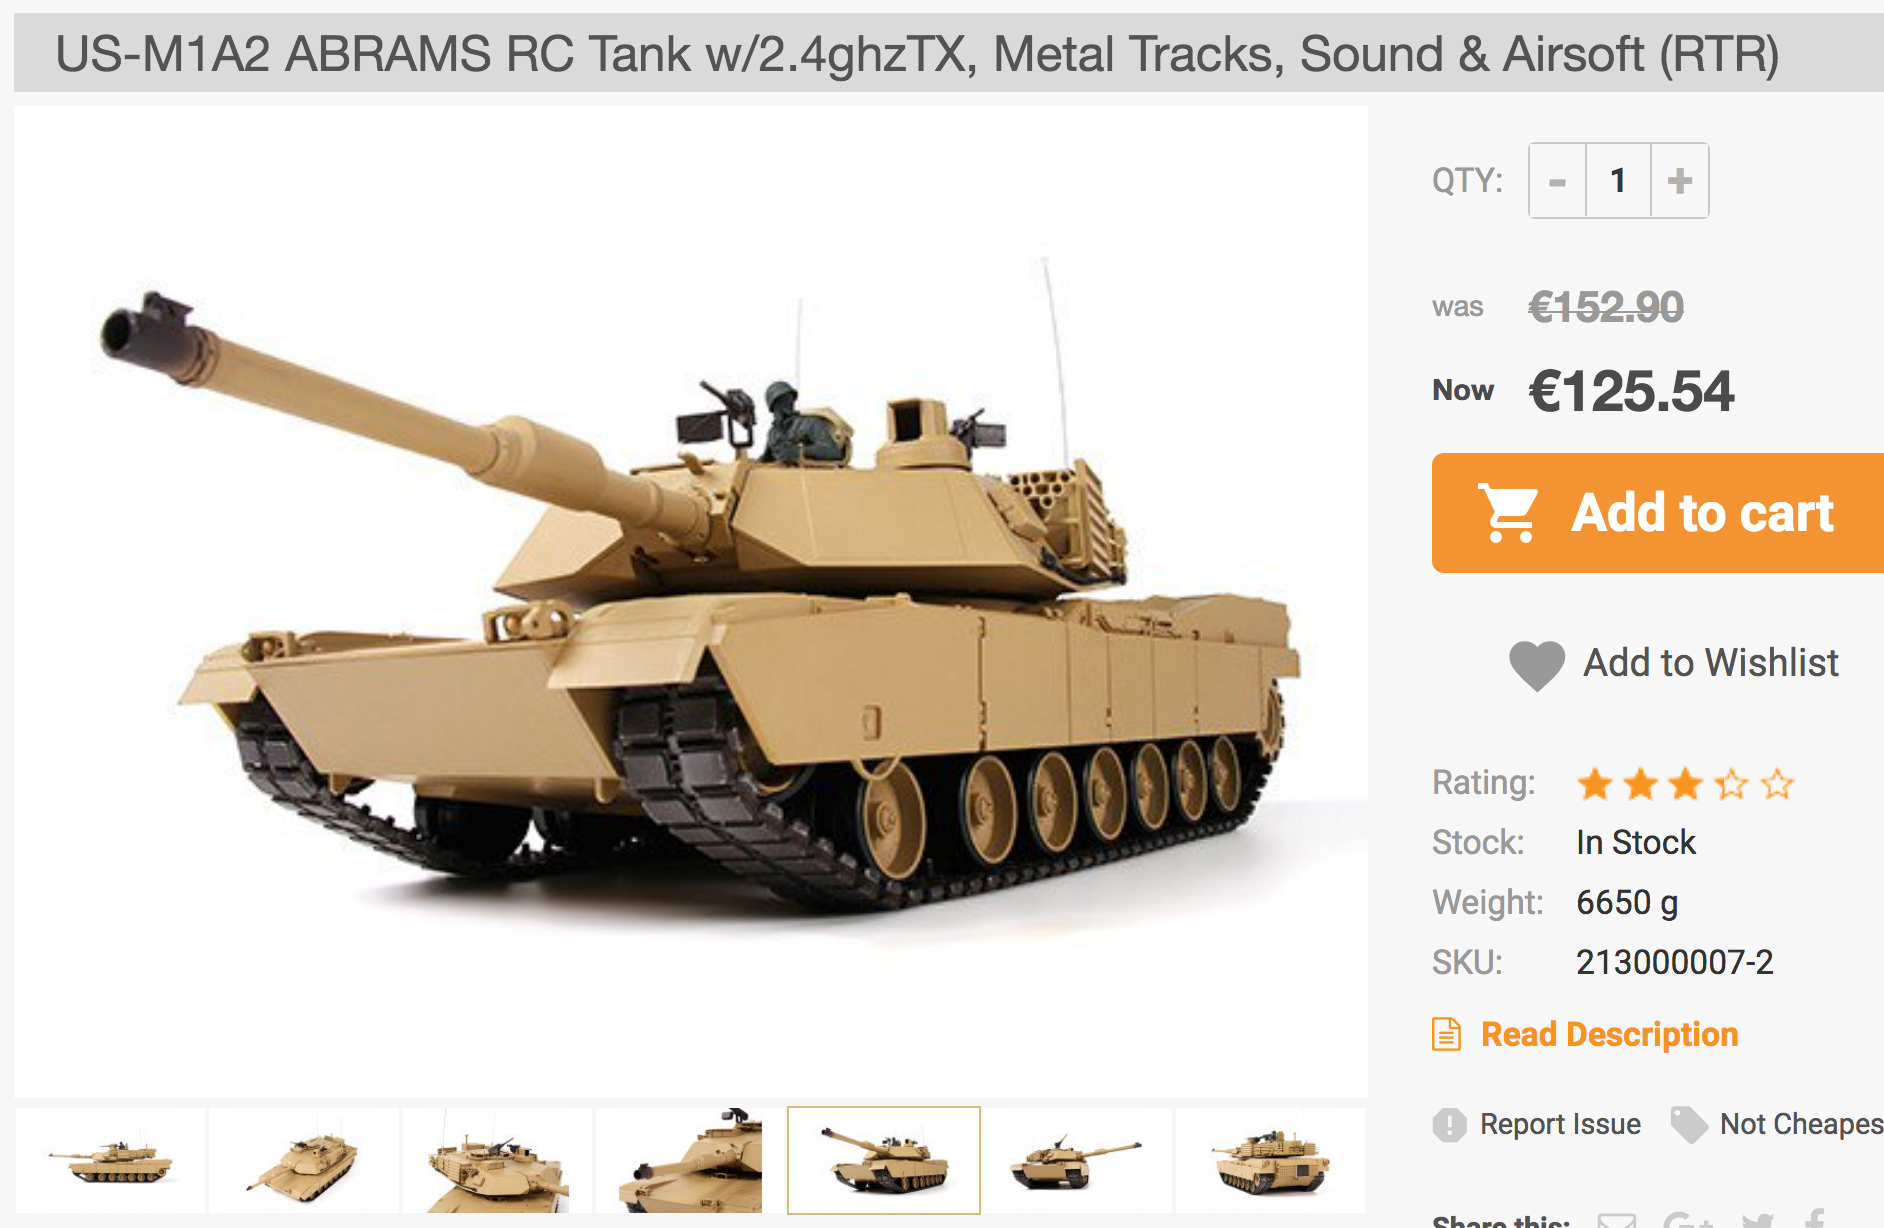 US-M1A2 ABRAMS RC Tank w/2.4ghzTX, Metal Tracks, Sound & Airsoft (RTR)
QTY: - 1 +
was €152.90
Now €125.54
Add to cart
Add to Wishlist
Rating:
Stock: In Stock
Weight: 6650 g
SKU: 213000007-2
Read Description
Report Issue Not Cheapes
Share this: